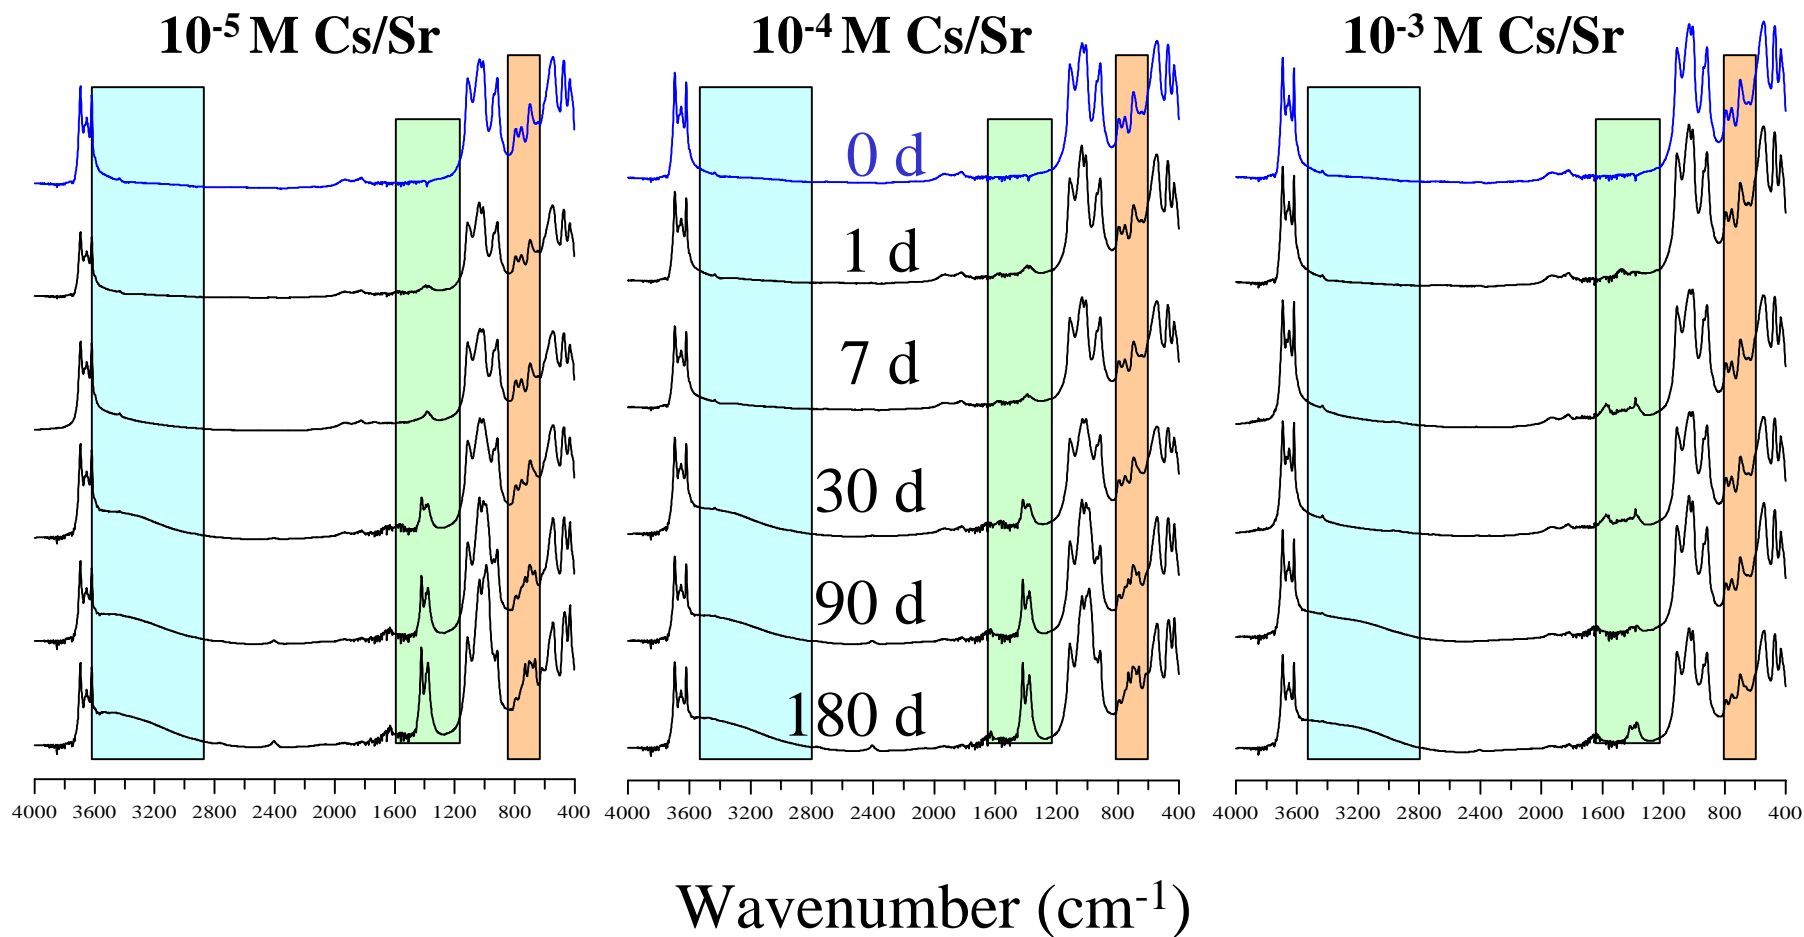 10⁻⁵ M Cs/Sr 10⁻⁴ M Cs/Sr 10⁻³ M Cs/Sr
0 d
1 d
7 d
30 d
90 d
180 d
4000 3600 3200 2800 2400 2000 1600 1200 800 400 4000 3600 3200 2800 2400 2000 1600 1200 800 400 4000 3600 3200 2800 2400 2000 1600 1200 800 400
Wavenumber (cm⁻¹)